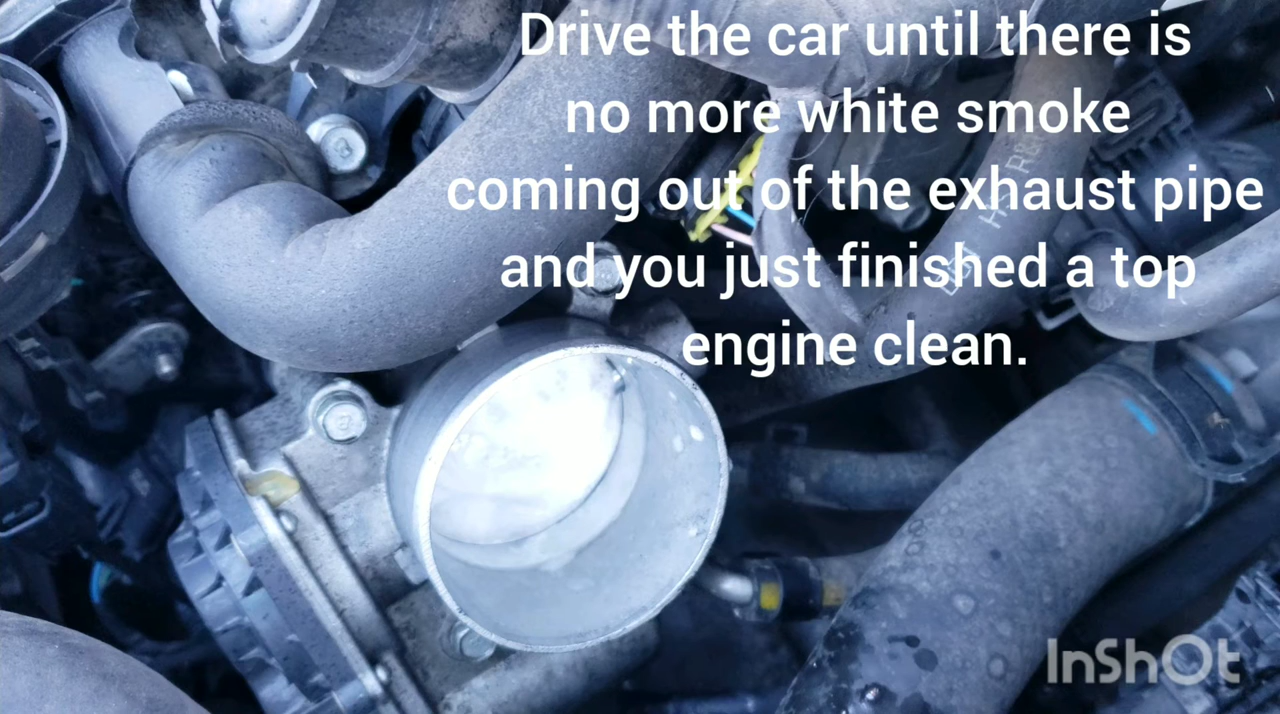 Drive the car until there is
no more white smoke
coming out of the exhaust pipe
and you just finished a top
engine clean.
InShOt